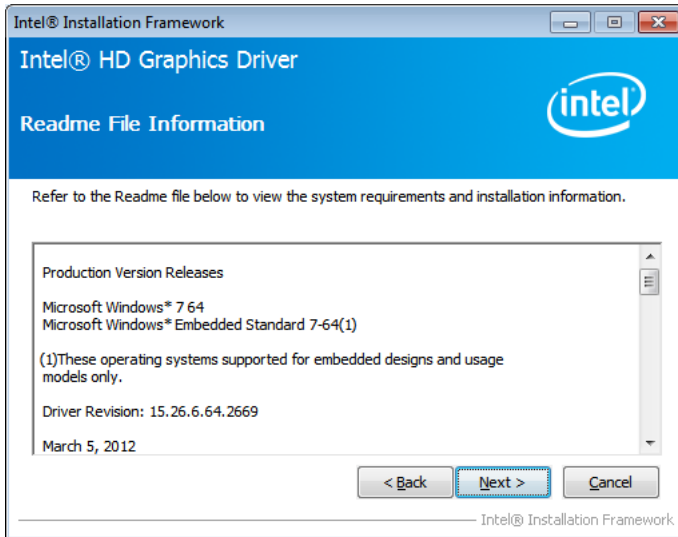 Intel® Installation Framework
Intel® HD Graphics Driver
intel®
Readme File Information
Refer to the Readme file below to view the system requirements and installation information.
Production Version Releases
Microsoft Windows* 7 64
Microsoft Windows* Embedded Standard 7-64(1)
(1)These operating systems supported for embedded designs and usage
models only.
Driver Revision: 15.26.6.64.2669
March 5, 2012
< Back
Next >
Cancel
Intel® Installation Framework